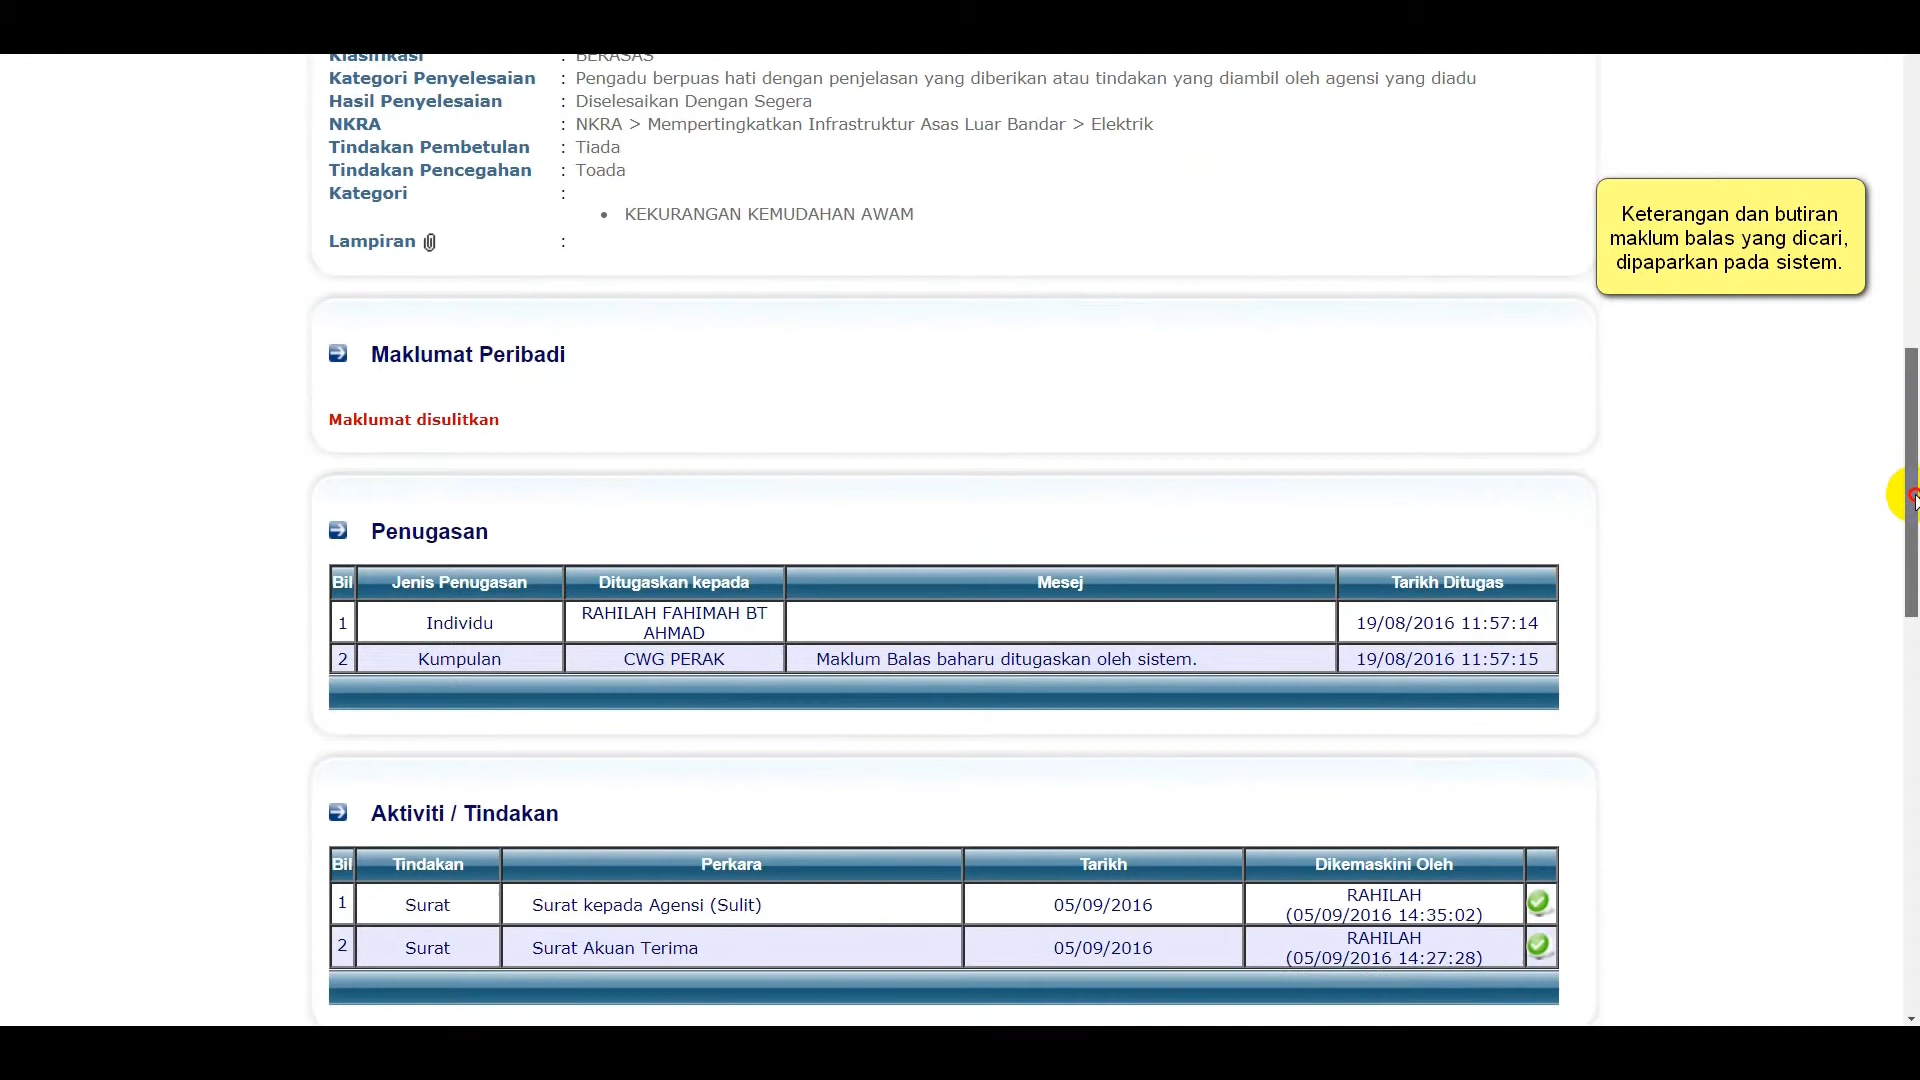 Klasifikasi : BERASAS
Kategori Penyelesaian : Pengadu berpuas hati dengan penjelasan yang diberikan atau tindakan yang diambil oleh agensi yang diadu
Hasil Penyelesaian : Diselesaikan Dengan Segera
NKRA : NKRA > Mempertingkatkan Infrastruktur Asas Luar Bandar > Elektrik
Tindakan Pembetulan : Tiada
Tindakan Pencegahan : Toada
Kategori :
• KEKURANGAN KEMUDAHAN AWAM
Lampiran :
Keterangan dan butiran
maklum balas yang dicari,
dipaparkan pada sistem.
Maklumat Peribadi
Maklumat disulitkan
Penugasan
Bil Jenis Penugasan Ditugaskan kepada Mesej Tarikh Ditugas
1 Individu RAHILAH FAHIMAH BT AHMAD 19/08/2016 11:57:14
2 Kumpulan CWG PERAK Maklum Balas baharu ditugaskan oleh sistem. 19/08/2016 11:57:15
Aktiviti / Tindakan
Bil Tindakan Perkara Tarikh Dikemaskini Oleh
1 Surat Surat kepada Agensi (Sulit) 05/09/2016 RAHILAH (05/09/2016 14:35:02)
2 Surat Surat Akuan Terima 05/09/2016 RAHILAH (05/09/2016 14:27:28)